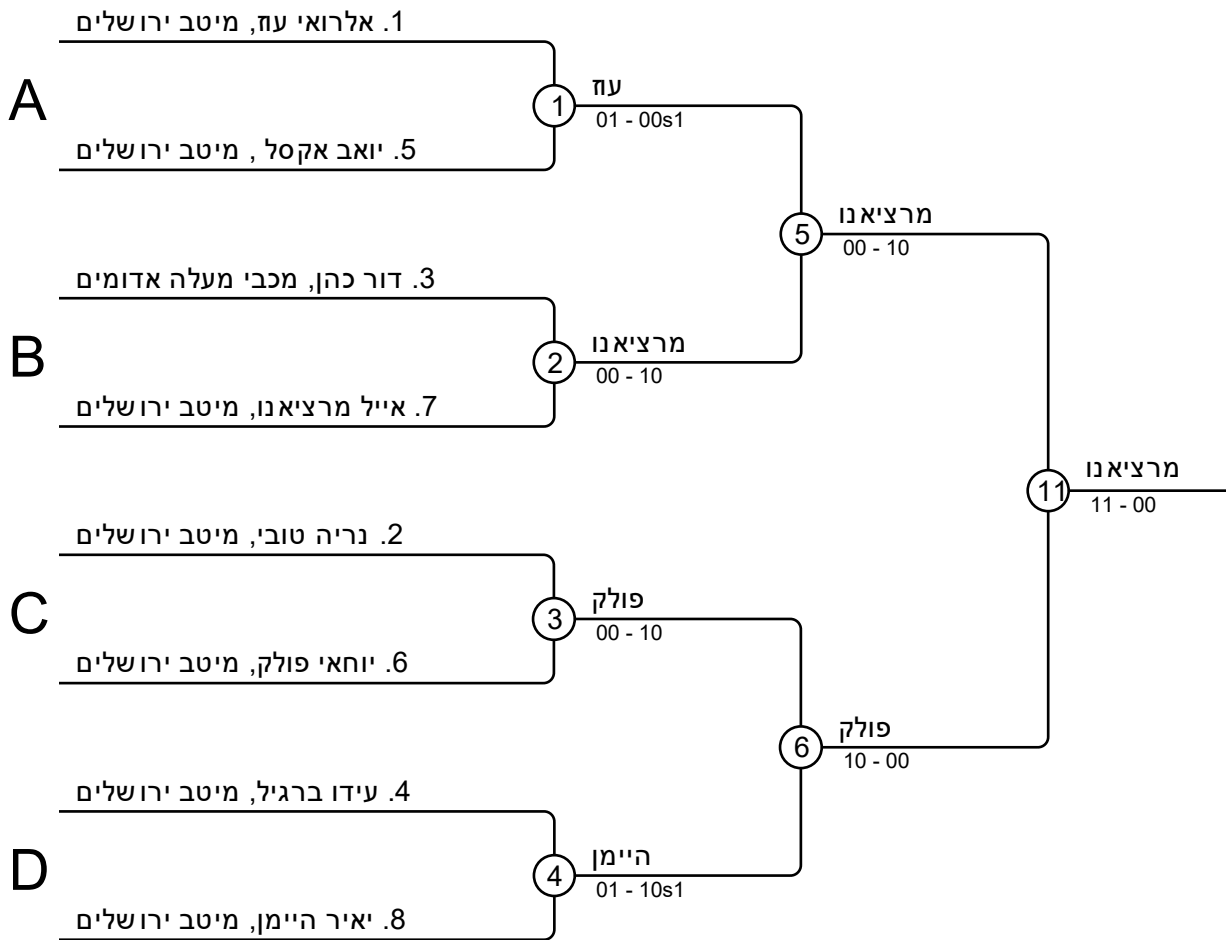 1. אלרואי עוז, מיטב ירושלים
A
1
עוז
01 - 00s1
5. יואב אקסל , מיטב ירושלים
5
מרציאנו
00 - 10
3. דור כהן, מכבי מעלה אדומים
B
2
מרציאנו
00 - 10
7. אייל מרציאנו, מיטב ירושלים
11
מרציאנו
11 - 00
2. נריה טובי, מיטב ירושלים
C
3
פולק
00 - 10
6. יוחאי פולק, מיטב ירושלים
6
פולק
10 - 00
4. עידו ברגיל, מיטב ירושלים
D
4
היימן
01 - 10s1
8. יאיר היימן, מיטב ירושלים